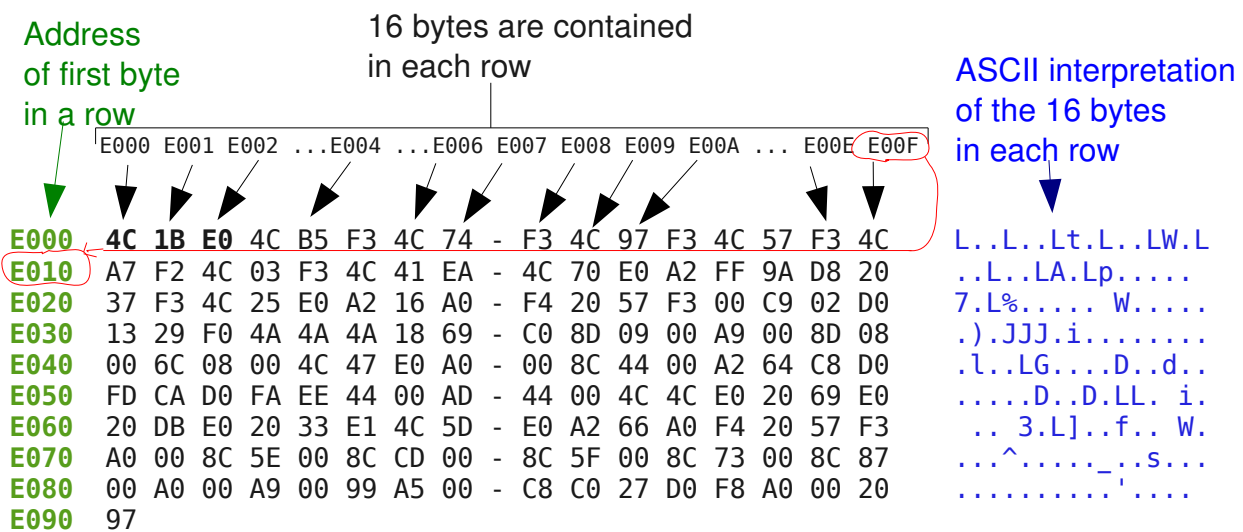 Address
of first byte
in a row
16 bytes are contained
in each row
ASCII interpretation
of the 16 bytes
in each row
E000 E001 E002 ...E004 ...E006 E007 E008 E009 E00A ... E00E E00F
E000 4C 1B E0 4C B5 F3 4C 74 - F3 4C 97 F3 4C 57 F3 4C L..L..Lt.L..LW.L
E010 A7 F2 4C 03 F3 4C 41 EA - 4C 70 E0 A2 FF 9A D8 20 ..L..LA.Lp.....
E020 37 F3 4C 25 E0 A2 16 A0 - F4 20 57 F3 00 C9 02 D0 7.L%..... W.....
E030 13 29 F0 4A 4A 4A 18 69 - C0 8D 09 00 A9 00 8D 08 .).JJJ.i........
E040 00 6C 08 00 4C 47 E0 A0 - 00 8C 44 00 A2 64 C8 D0 .l..LG....D..d..
E050 FD CA D0 FA EE 44 00 AD - 44 00 4C 4C E0 20 69 E0 .....D..D.LL. i.
E060 20 DB E0 20 33 E1 4C 5D - E0 A2 66 A0 F4 20 57 F3 .. 3.L]..f.. W.
E070 A0 00 8C 5E 00 8C CD 00 - 8C 5F 00 8C 73 00 8C 87 ...^....._..s...
E080 00 A0 00 A9 00 99 A5 00 - C8 C0 27 D0 F8 A0 00 20 ..........'....
E090 97